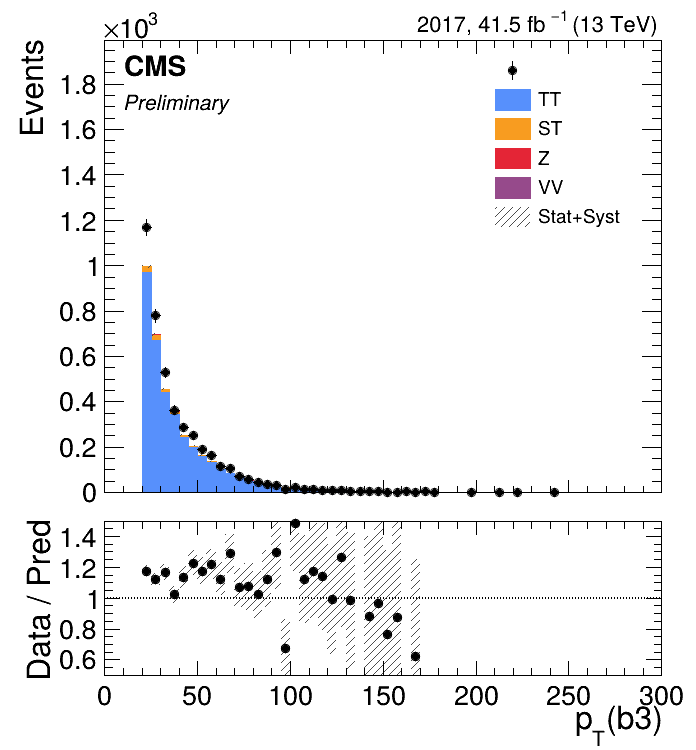 ×10³
2017, 41.5 fb⁻¹ (13 TeV)
CMS
Preliminary
TT
ST
Z
VV
Stat+Syst
Events
1.8
1.6
1.4
1.2
1
0.8
0.6
0.4
0.2
0
Data / Pred
1.4
1.2
1
0.8
0.6
0 50 100 150 200 250 300
p_T(b3)